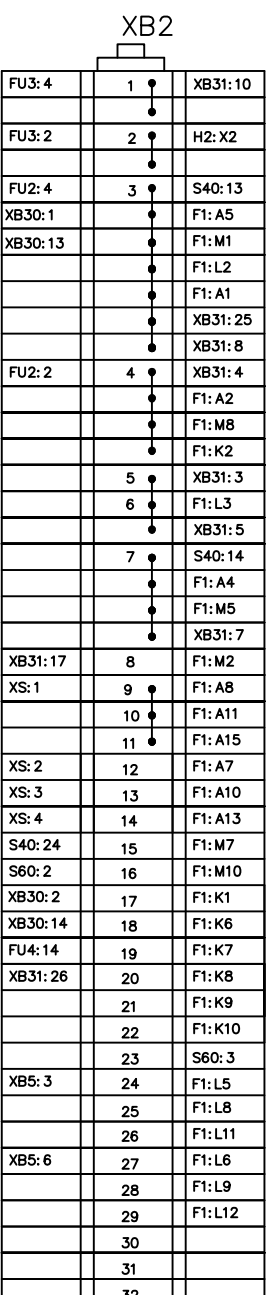 XB2
FU3:4 1 XB31:10
FU3:2 2 H2:X2
FU2:4 3 S40:13
XB30:1 F1:A5
XB30:13 F1:M1
F1:L2
F1:A1
XB31:25
XB31:8
FU2:2 4 XB31:4
F1:A2
F1:M8
F1:K2
5 XB31:3
6 F1:L3
XB31:5
7 S40:14
F1:A4
F1:M5
XB31:7
XB31:17 8 F1:M2
XS:1 9 F1:A8
10 F1:A11
11 F1:A15
XS:2 12 F1:A7
XS:3 13 F1:A10
XS:4 14 F1:A13
S40:24 15 F1:M7
S60:2 16 F1:M10
XB30:2 17 F1:K1
XB30:14 18 F1:K6
FU4:14 19 F1:K7
XB31:26 20 F1:K8
21 F1:K9
22 F1:K10
23 S60:3
XB5:3 24 F1:L5
25 F1:L8
26 F1:L11
XB5:6 27 F1:L6
28 F1:L9
29 F1:L12
30
31
32